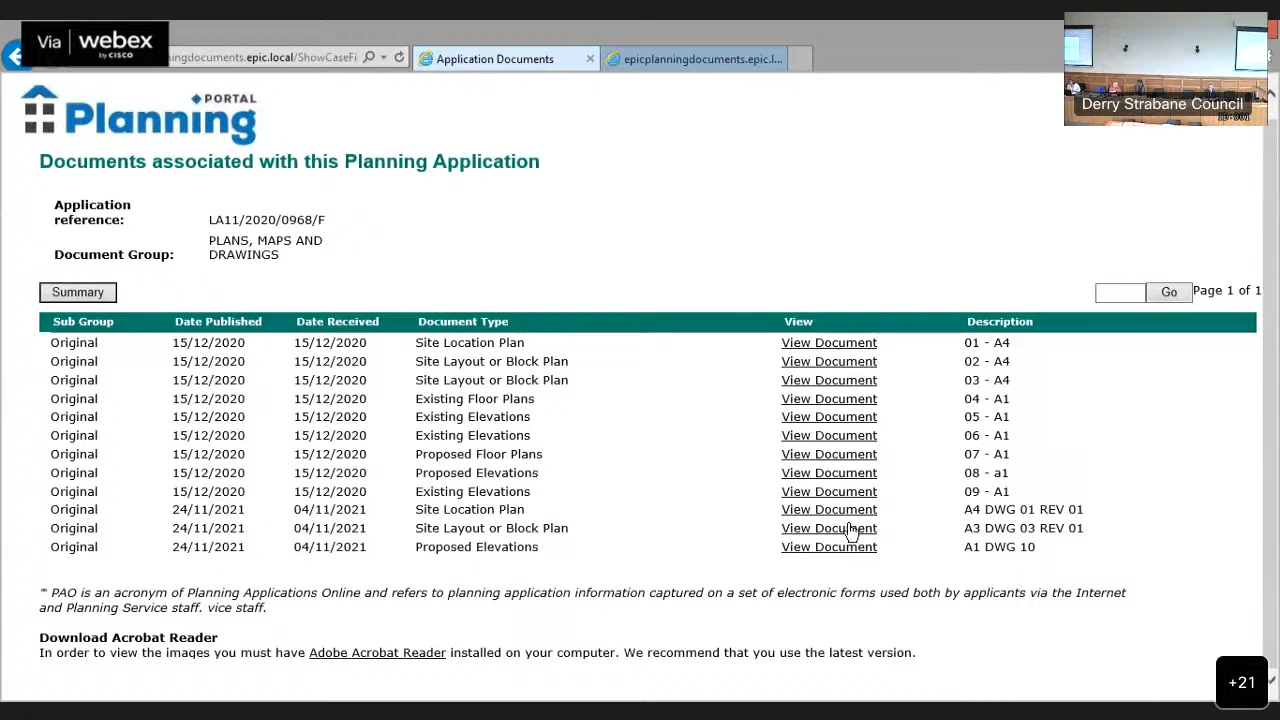 Via webex
by CISCO
ngdocuments.epic.local/ShowCaseFi
Application Documents
epicplanningdocuments.epic.l...
Derry Strabane Council
PORTAL
Planning
Documents associated with this Planning Application
Application reference: LA11/2020/0968/F
Document Group: PLANS, MAPS AND DRAWINGS
Summary Go Page 1 of 1
Sub Group Date Published Date Received Document Type View Description
Original 15/12/2020 15/12/2020 Site Location Plan View Document 01 - A4
Original 15/12/2020 15/12/2020 Site Layout or Block Plan View Document 02 - A4
Original 15/12/2020 15/12/2020 Site Layout or Block Plan View Document 03 - A4
Original 15/12/2020 15/12/2020 Existing Floor Plans View Document 04 - A1
Original 15/12/2020 15/12/2020 Existing Elevations View Document 05 - A1
Original 15/12/2020 15/12/2020 Existing Elevations View Document 06 - A1
Original 15/12/2020 15/12/2020 Proposed Floor Plans View Document 07 - A1
Original 15/12/2020 15/12/2020 Proposed Elevations View Document 08 - a1
Original 15/12/2020 15/12/2020 Existing Elevations View Document 09 - A1
Original 24/11/2021 04/11/2021 Site Location Plan View Document A4 DWG 01 REV 01
Original 24/11/2021 04/11/2021 Site Layout or Block Plan View Document A3 DWG 03 REV 01
Original 24/11/2021 04/11/2021 Proposed Elevations View Document A1 DWG 10
* PAO is an acronym of Planning Applications Online and refers to planning application information captured on a set of electronic forms used both by applicants via the Internet
and Planning Service staff. vice staff.
Download Acrobat Reader
In order to view the images you must have Adobe Acrobat Reader installed on your computer. We recommend that you use the latest version.
+21